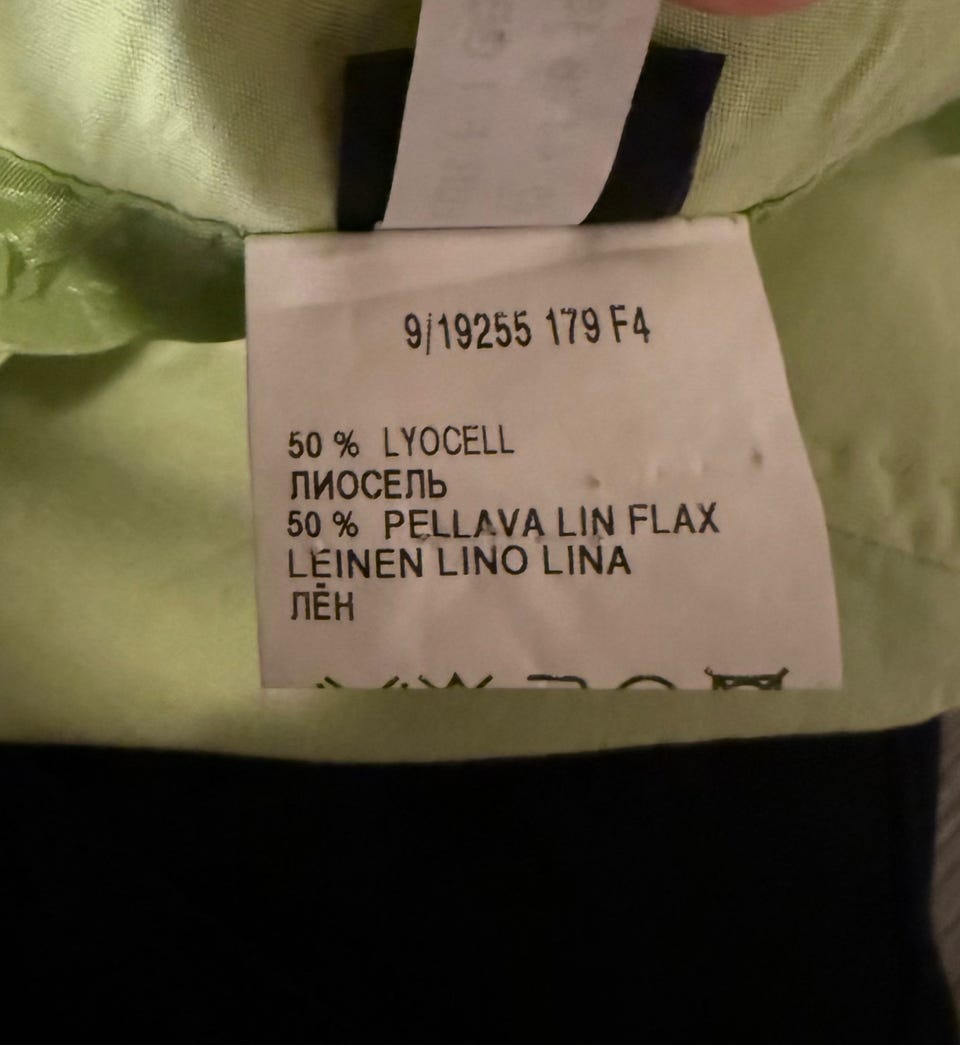 9/19255 179 F4
50 % LYOCELL
ЛИОСЕЛЬ
50 % PELLAVA LIN FLAX
LEINEN LINO LINA
ЛЁН